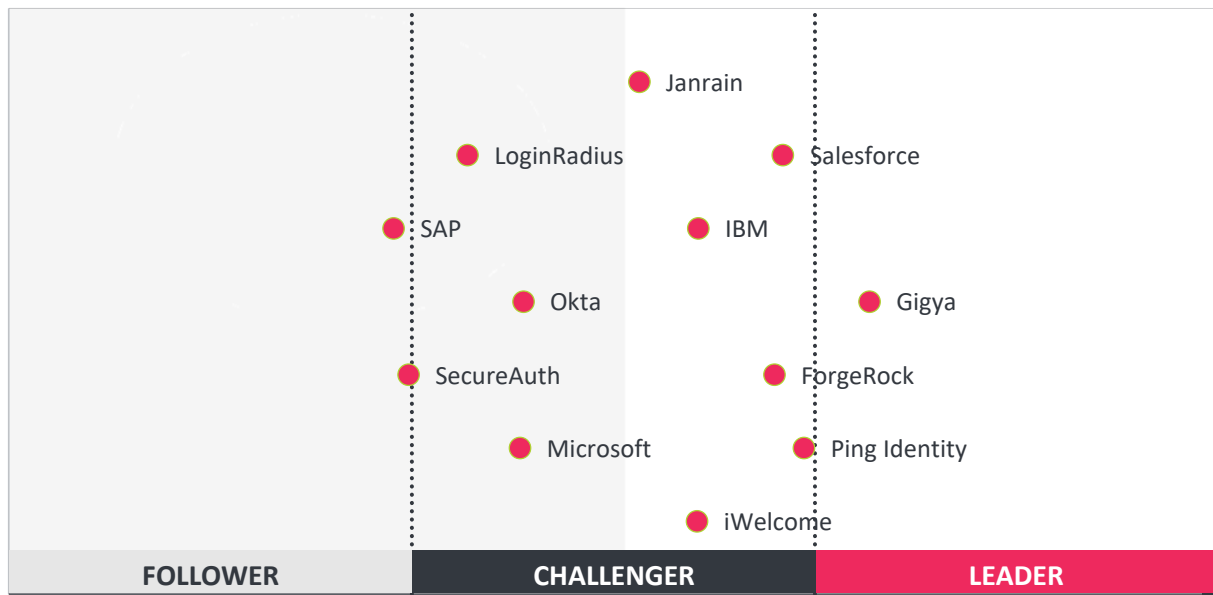 Janrain
LoginRadius
Salesforce
SAP
IBM
Okta
Gigya
SecureAuth
ForgeRock
Microsoft
Ping Identity
iWelcome
FOLLOWER
CHALLENGER
LEADER